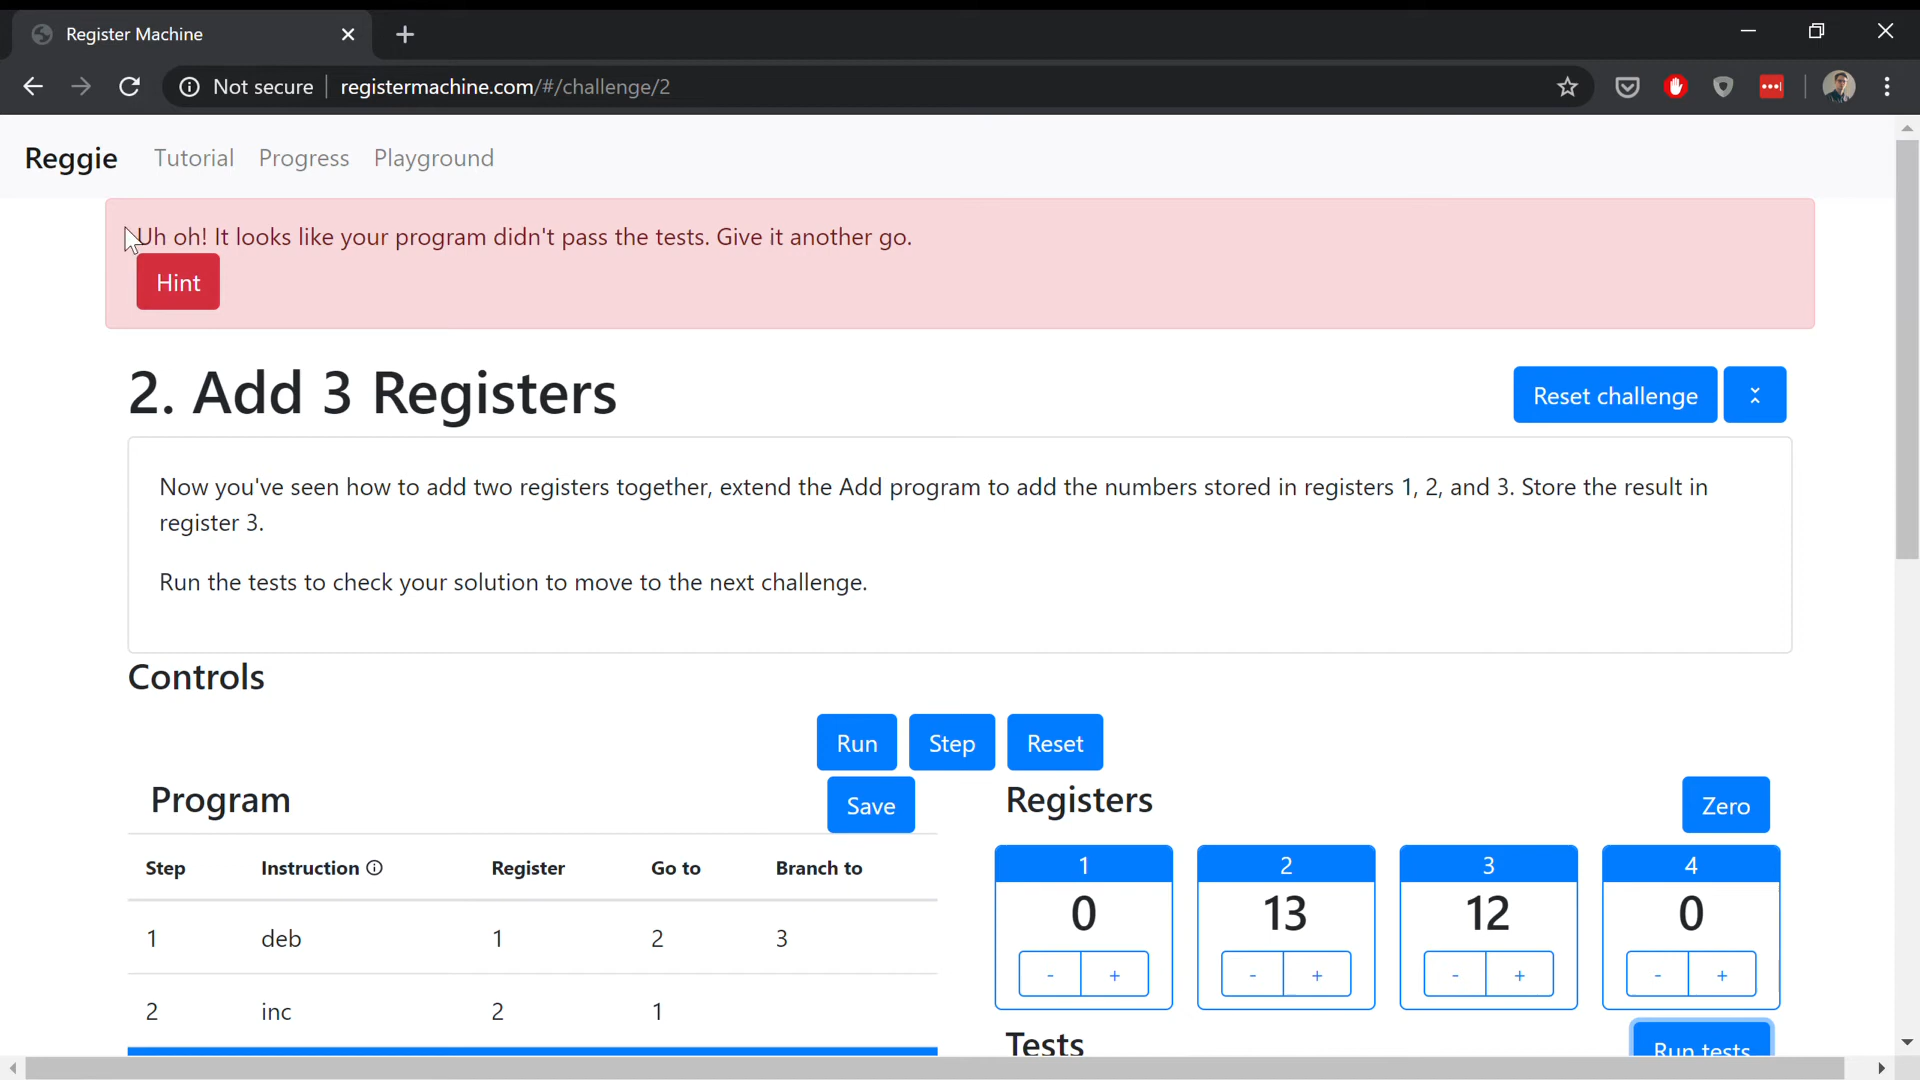 Register Machine
Not secure registermachine.com/#/challenge/2
Reggie Tutorial Progress Playground
Uh oh! It looks like your program didn't pass the tests. Give it another go.
Hint
2. Add 3 Registers
Reset challenge
Now you've seen how to add two registers together, extend the Add program to add the numbers stored in registers 1, 2, and 3. Store the result in
register 3.
Run the tests to check your solution to move to the next challenge.
Controls
Run Step Reset
Program Save
Step Instruction Register Go to Branch to
1 deb 1 2 3
2 inc 2 1
Registers Zero
1 2 3 4
0 13 12 0
- + - + - + - +
Tests Run tests